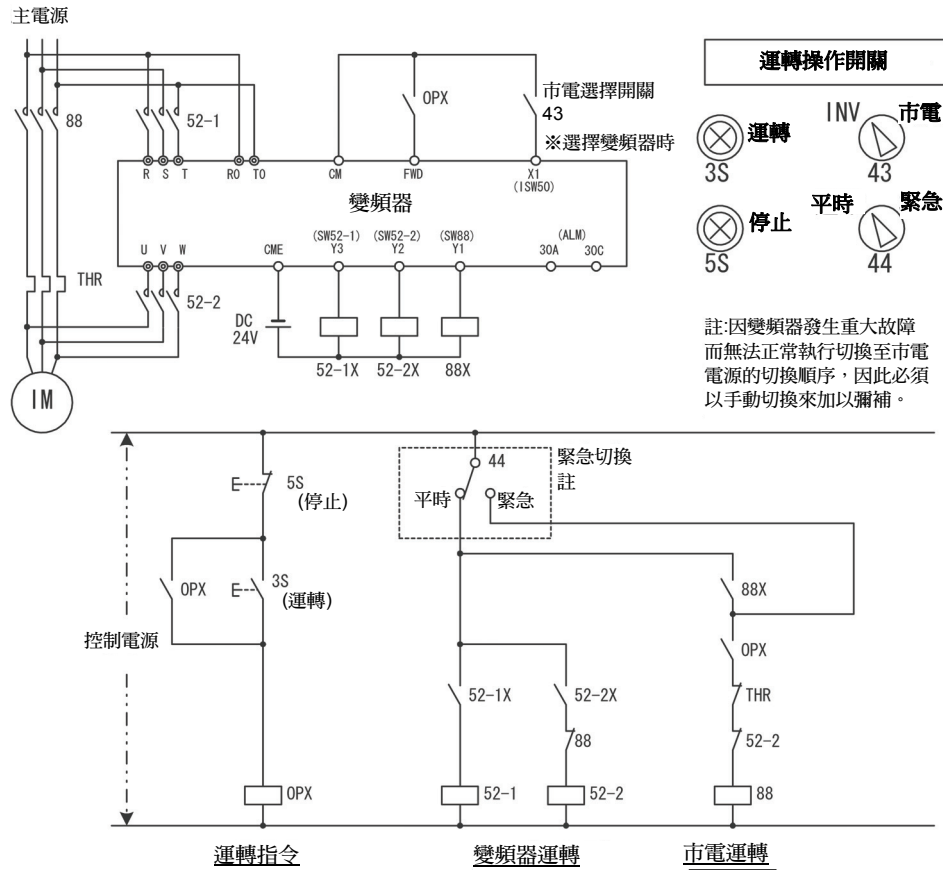 主電源
88
52-1
OPX
市電選擇開關
43
※選擇變頻器時
R S T R0 T0 CM FWD X1
(ISW50)
變頻器
(SW52-1) (SW52-2) (SW88) (ALM)
U V W CME Y3 Y2 Y1 30A 30C
THR
52-2
DC
24V
52-1X 52-2X 88X
IM
運轉操作開關
運轉
3S
INV 市電
43
停止
5S
平時 緊急
44
註:因變頻器發生重大故障
而無法正常執行切換至市電
電源的切換順序，因此必須
以手動切換來加以彌補。
控制電源
5S
(停止)
OPX
3S
(運轉)
OPX
44
緊急切換
註
平時 緊急
88X
OPX
52-1X 52-2X THR
88 52-2
52-1 52-2 88
運轉指令 變頻器運轉 市電運轉